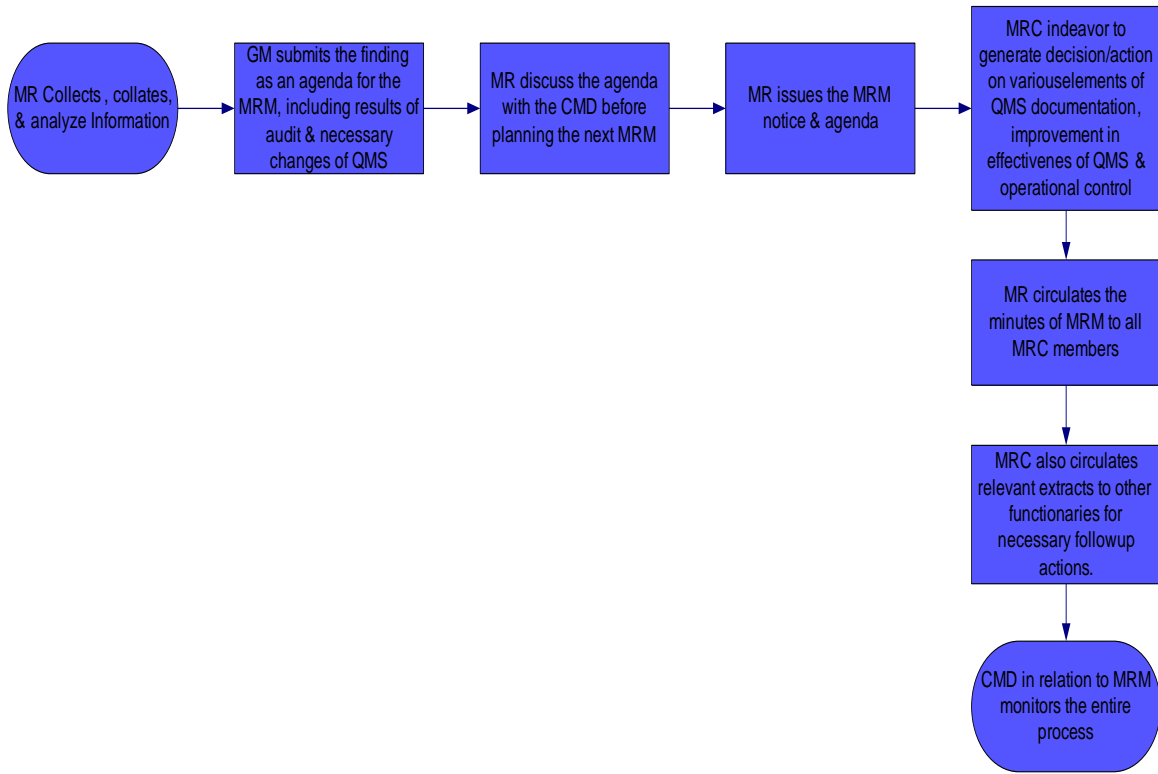 MR Collects , collates,
& analyze Information
GM submits the finding
as an agenda for the
MRM, including results of
audit & necessary
changes of QMS
MR discuss the agenda
with the CMD before
planning the next MRM
MR issues the MRM
notice & agenda
MRC indeavor to
generate decision/action
on variouselements of
QMS documentation,
improvement in
effectivenes of QMS &
operational control
MR circulates the
minutes of MRM to all
MRC members
MRC also circulates
relevant extracts to other
functionaries for
necessary followup
actions.
CMD in relation to MRM
monitors the entire
process